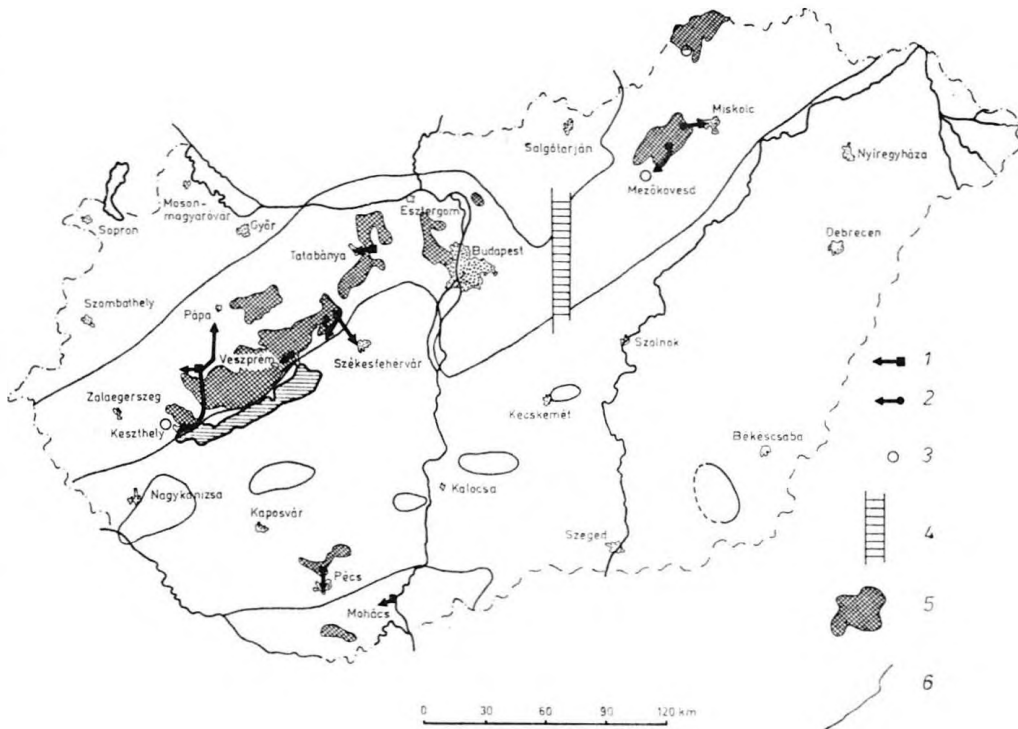 Miskolc
Salgótarján
Nyíregyháza
Mezőkövesd
Moson-
magyaróvár
Sopron
Győr
Esztergom
Debrecen
Tatabánya
Budapest
Pápa
Szombathely
Szolnok
Veszprém
Székesfehérvár
1
Zalaegerszeg
2
Kecskemét
Keszthely
Békéscsaba
3
Nagykanizsa
Kalocsa
Kaposvár
4
Szeged
Pécs
5
Mohács
6
0 30 60 90 120 km